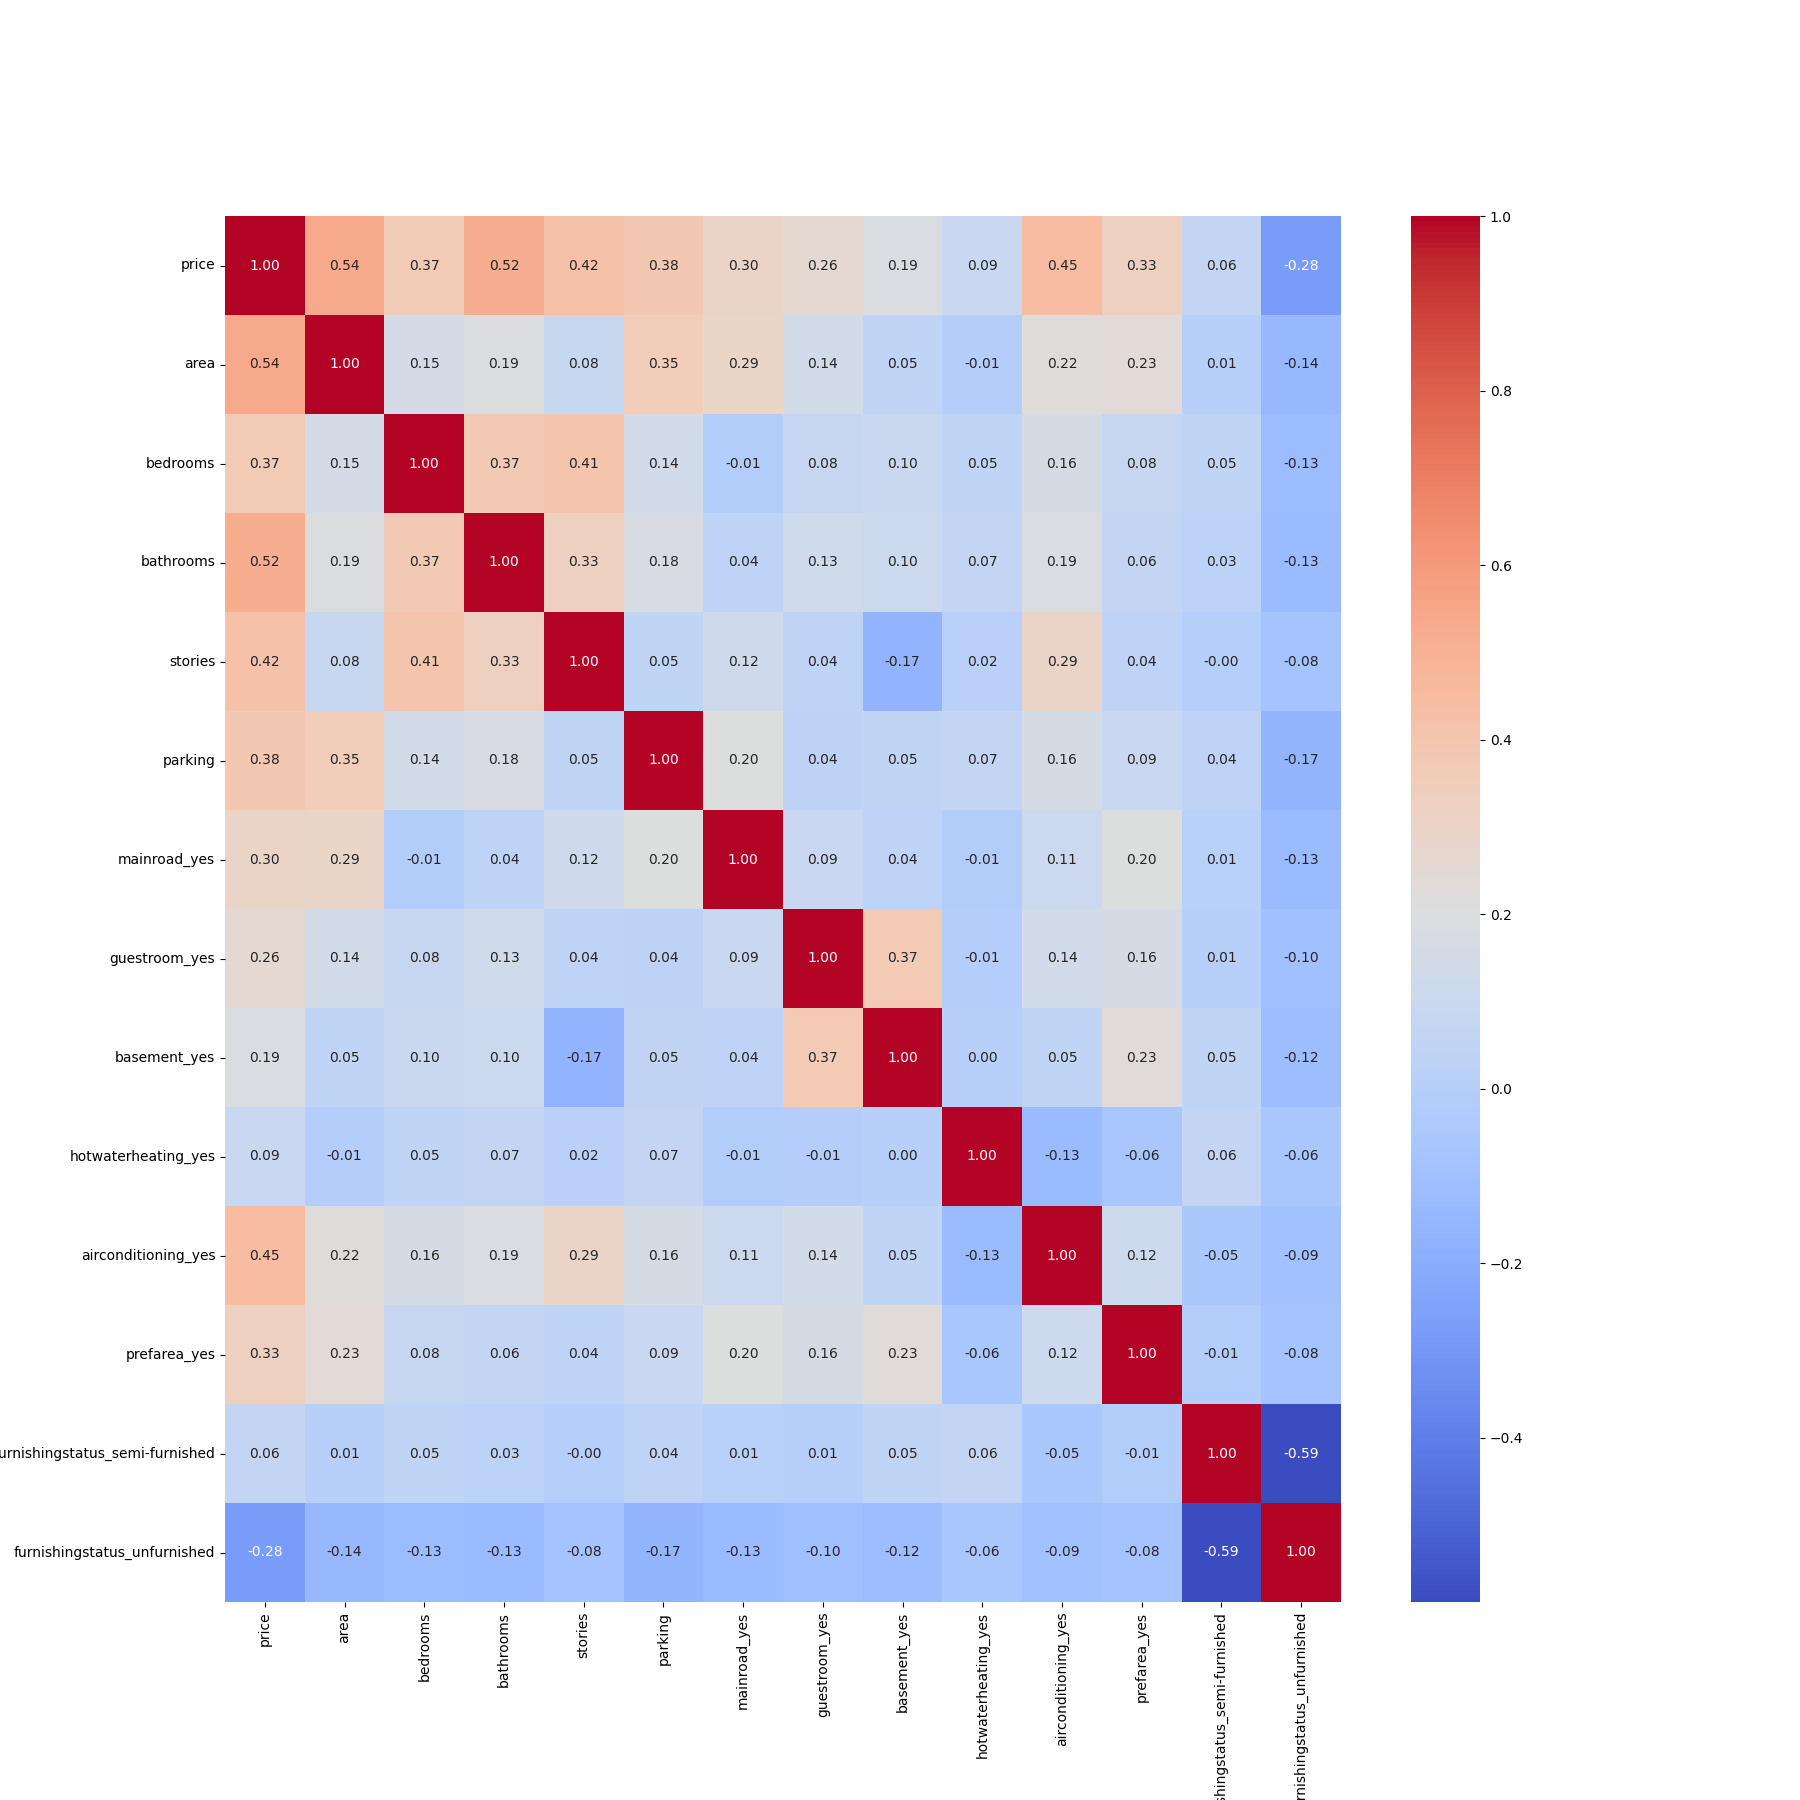 price 1.00 0.54 0.37 0.52 0.42 0.38 0.30 0.26 0.19 0.09 0.45 0.33 0.06 -0.28
area 0.54 1.00 0.15 0.19 0.08 0.35 0.29 0.14 0.05 -0.01 0.22 0.23 0.01 -0.14
bedrooms 0.37 0.15 1.00 0.37 0.41 0.14 -0.01 0.08 0.10 0.05 0.16 0.08 0.05 -0.13
bathrooms 0.52 0.19 0.37 1.00 0.33 0.18 0.04 0.13 0.10 0.07 0.19 0.06 0.03 -0.13
stories 0.42 0.08 0.41 0.33 1.00 0.05 0.12 0.04 -0.17 0.02 0.29 0.04 -0.00 -0.08
parking 0.38 0.35 0.14 0.18 0.05 1.00 0.20 0.04 0.05 0.07 0.16 0.09 0.04 -0.17
mainroad_yes 0.30 0.29 -0.01 0.04 0.12 0.20 1.00 0.09 0.04 -0.01 0.11 0.20 0.01 -0.13
guestroom_yes 0.26 0.14 0.08 0.13 0.04 0.04 0.09 1.00 0.37 -0.01 0.14 0.16 0.01 -0.10
basement_yes 0.19 0.05 0.10 0.10 -0.17 0.05 0.04 0.37 1.00 0.00 0.05 0.23 0.05 -0.12
hotwaterheating_yes 0.09 -0.01 0.05 0.07 0.02 0.07 -0.01 -0.01 0.00 1.00 -0.13 -0.06 0.06 -0.06
airconditioning_yes 0.45 0.22 0.16 0.19 0.29 0.16 0.11 0.14 0.05 -0.13 1.00 0.12 -0.05 -0.09
prefarea_yes 0.33 0.23 0.08 0.06 0.04 0.09 0.20 0.16 0.23 -0.06 0.12 1.00 -0.01 -0.08
urnishingstatus_semi-furnished 0.06 0.01 0.05 0.03 -0.00 0.04 0.01 0.01 0.05 0.06 -0.05 -0.01 1.00 -0.59
furnishingstatus_unfurnished -0.28 -0.14 -0.13 -0.13 -0.08 -0.17 -0.13 -0.10 -0.12 -0.06 -0.09 -0.08 -0.59 1.00
price
area
bedrooms
bathrooms
stories
parking
mainroad_yes
guestroom_yes
basement_yes
hotwaterheating_yes
airconditioning_yes
prefarea_yes
shingstatus_semi-furnished
rnishingstatus_unfurnished
1.0
0.8
0.6
0.4
0.2
0.0
−0.2
−0.4